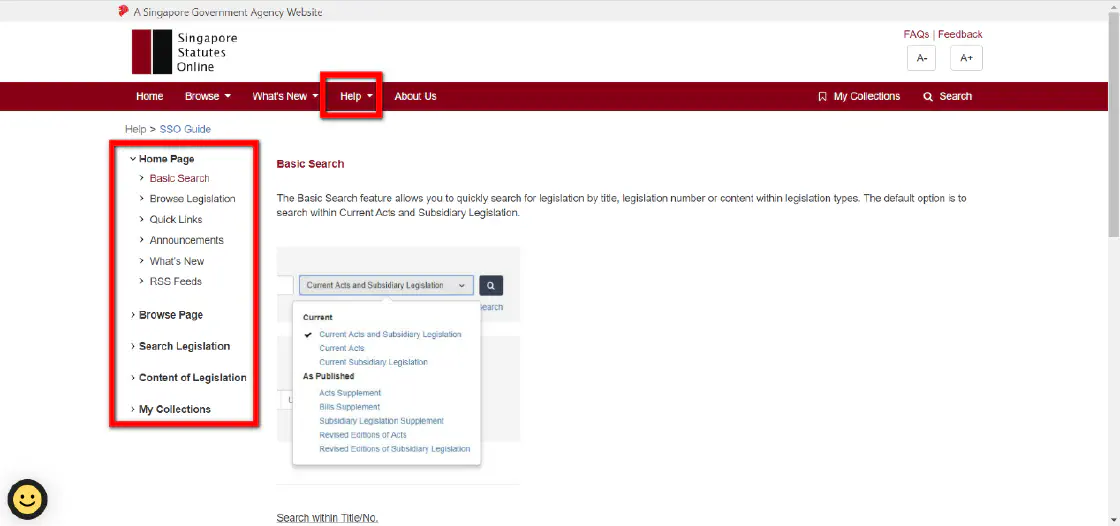 A Singapore Government Agency Website
Singapore
Statutes
Online
FAQs | Feedback
A-
A+
Home
Browse
What's New
Help
About Us
My Collections
Search
Help > SSO Guide
Home Page
Basic Search
Browse Legislation
Quick Links
Announcements
What's New
RSS Feeds
Browse Page
Search Legislation
Content of Legislation
My Collections
Basic Search
The Basic Search feature allows you to quickly search for legislation by title, legislation number or content within legislation types. The default option is to
search within Current Acts and Subsidiary Legislation.
Current Acts and Subsidiary Legislation
Current
Current Acts and Subsidiary Legislation
Current Acts
Current Subsidiary Legislation
As Published
Acts Supplement
Bills Supplement
Subsidiary Legislation Supplement
Revised Editions of Acts
Revised Editions of Subsidiary Legislation
Search within Title/No.